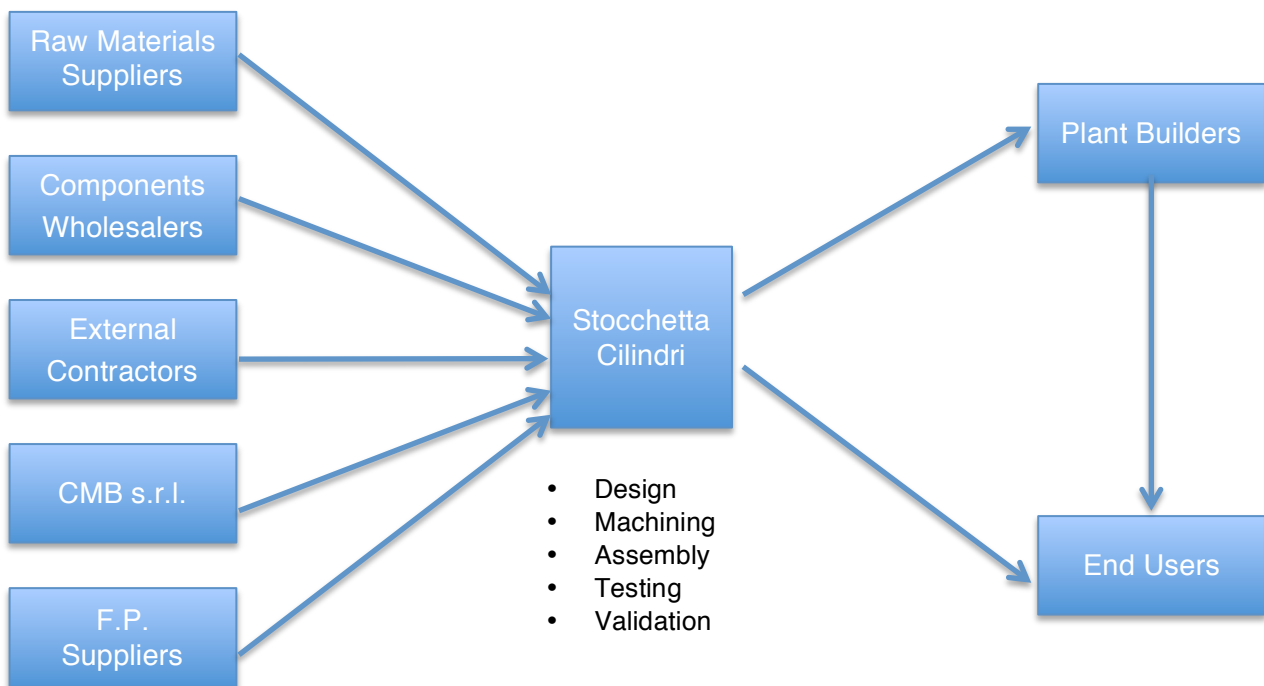 Raw Materials
Suppliers
Components
Wholesalers
External
Contractors
CMB s.r.l.
F.P.
Suppliers
Stocchetta
Cilindri
• Design
• Machining
• Assembly
• Testing
• Validation
Plant Builders
End Users